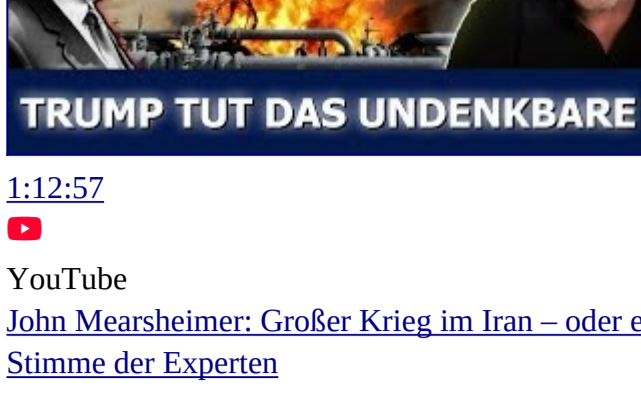 TRUMP TUT DAS UNDENKBARE
1:12:57
YouTube
John Mearsheimer: Großer Krieg im Iran – oder e
Stimme der Experten